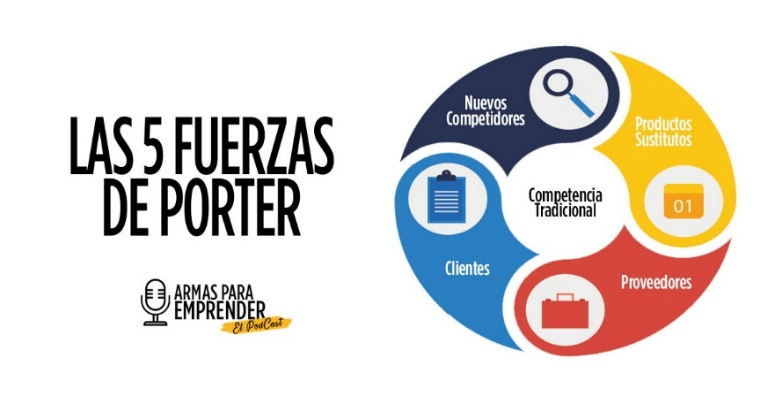 LAS 5 FUERZAS
DE PORTER
ARMAS PARA
EMPRENDER
El PodCast
Nuevos
Competidores
Productos
Sustitutos
Competencia
Tradicional
01
Clientes
Proveedores